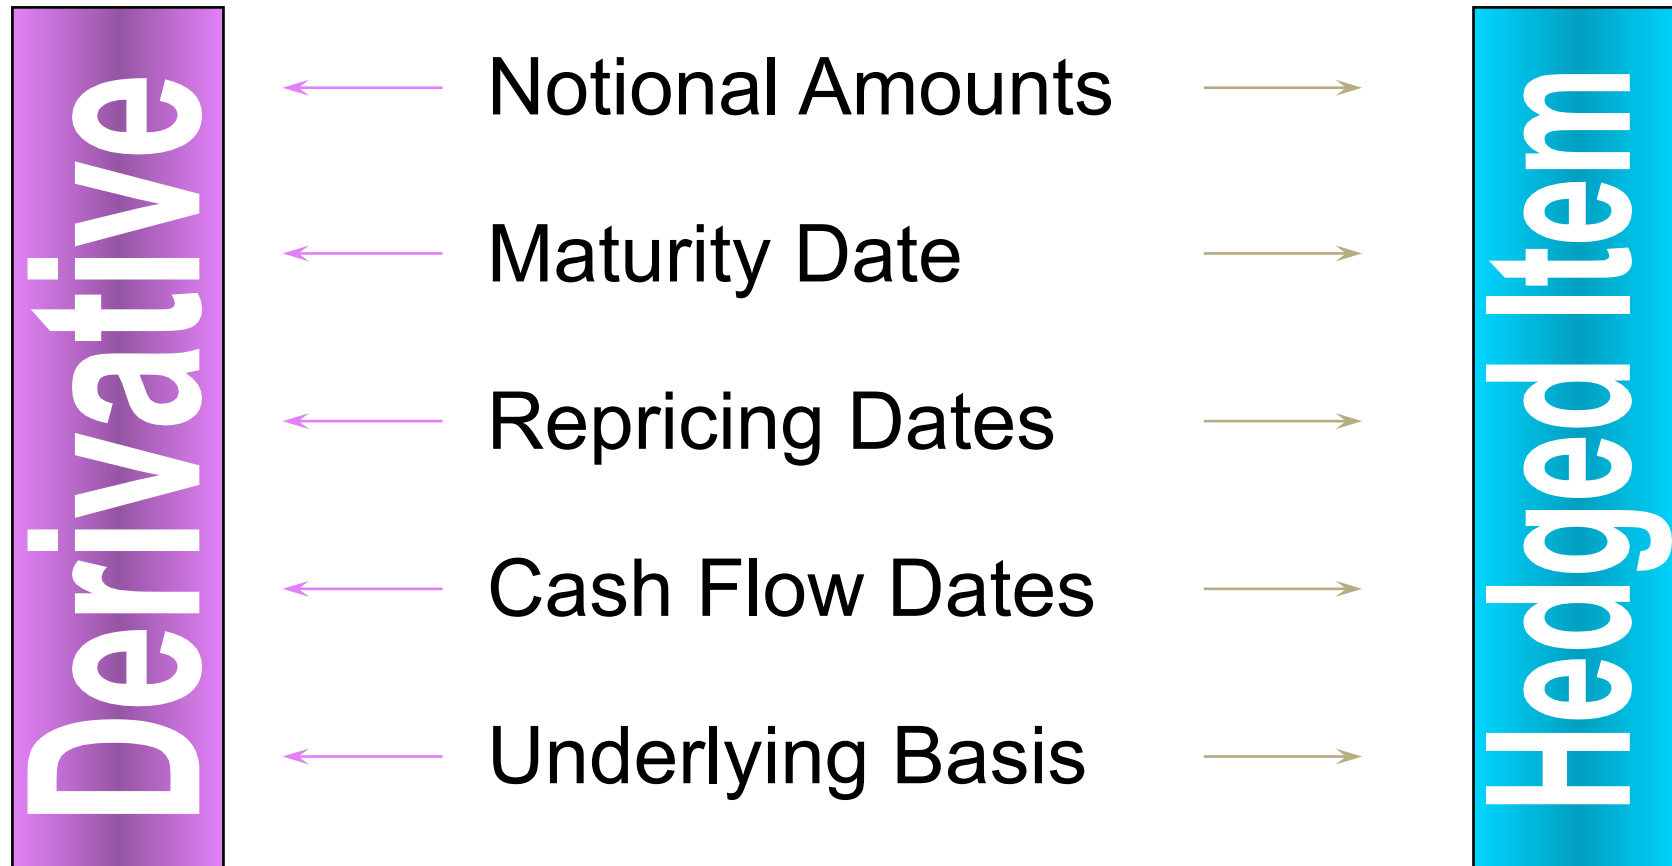 Derivative
Notional Amounts
Maturity Date
Repricing Dates
Cash Flow Dates
Underlying Basis
Hedged Item